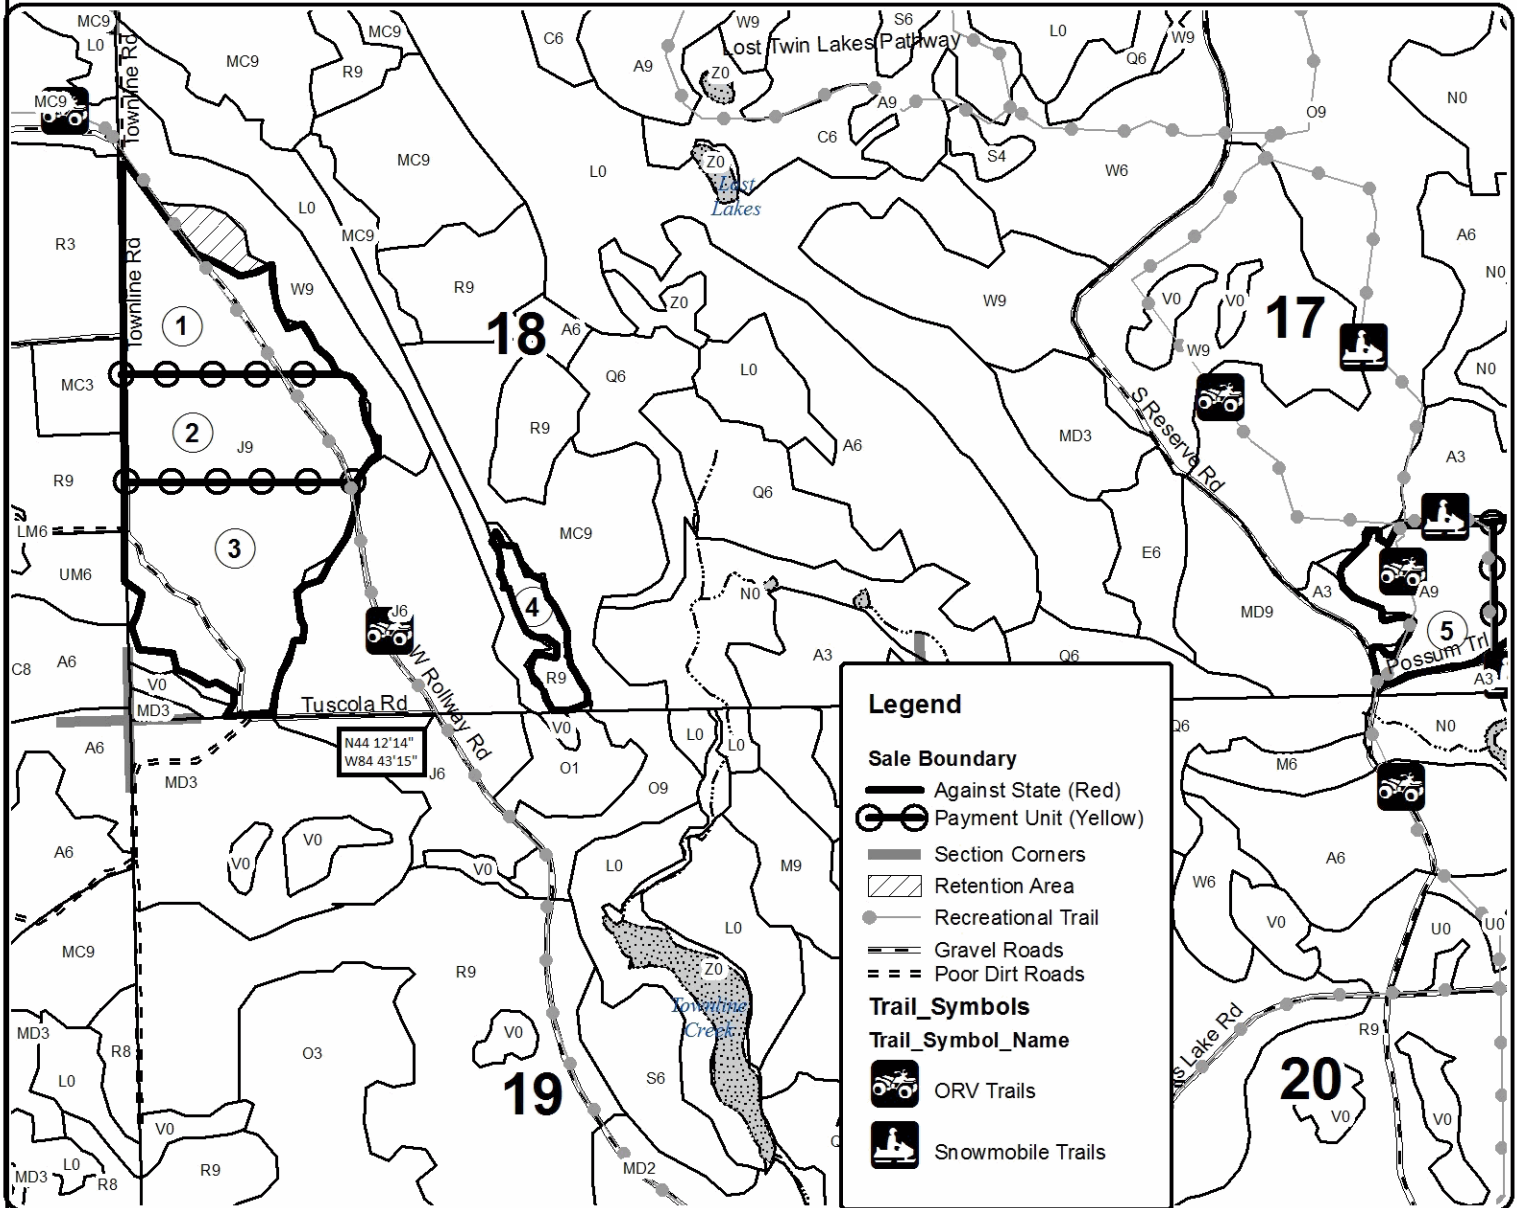 MC9
L0
Townline Rd
MC9
MC9
R9
MC9
MC9
L0
MC9
R3
Townline Rd
W9
R9
1
MC3
2
J9
R9
LM6
3
UM6
C8
A6
V0
MD3
Tuscola Rd
J6
W Rollway Rd
N44 12'14"
W84 43'15"
J6
A6
MD3
A6
V0
V0
V0
MC9
R9
MD3
R8
L0
O3
V0
MD3
L0
R8
R9
V0
19
MD2
C6
A9
W9
Z0
Lost Twin Lakes Pathway
S6
L0
Q6
W9
A9
C6
S4
W6
O9
N0
L0
Z0
Lost
Lakes
A6
N0
W9
V0
V0
17
18
A6
Z0
Q6
L0
W9
N0
R9
A6
MD3
S Reserve Rd
A3
Q6
MC9
E6
4
N0
R9
A3
Q6
MD9
A3
A9
5
Possum Trl
A3
V0
O1
L0
L0
O9
L0
M9
L0
Z0
Townline
Creek
S6
Q
Q6
N0
M6
A6
W6
V0
U0
U0
s Lake Rd
R9
20
V0
V0
Legend
Sale Boundary
Against State (Red)
Payment Unit (Yellow)
Section Corners
Retention Area
Recreational Trail
Gravel Roads
Poor Dirt Roads
Trail_Symbols
Trail_Symbol_Name
ORV Trails
Snowmobile Trails